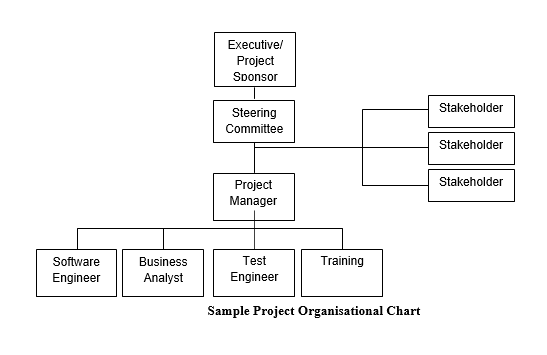 Executive/
Project
Sponsor
Steering
Committee
Stakeholder
Stakeholder
Stakeholder
Project
Manager
Software
Engineer
Business
Analyst
Test
Engineer
Training
Sample Project Organisational Chart